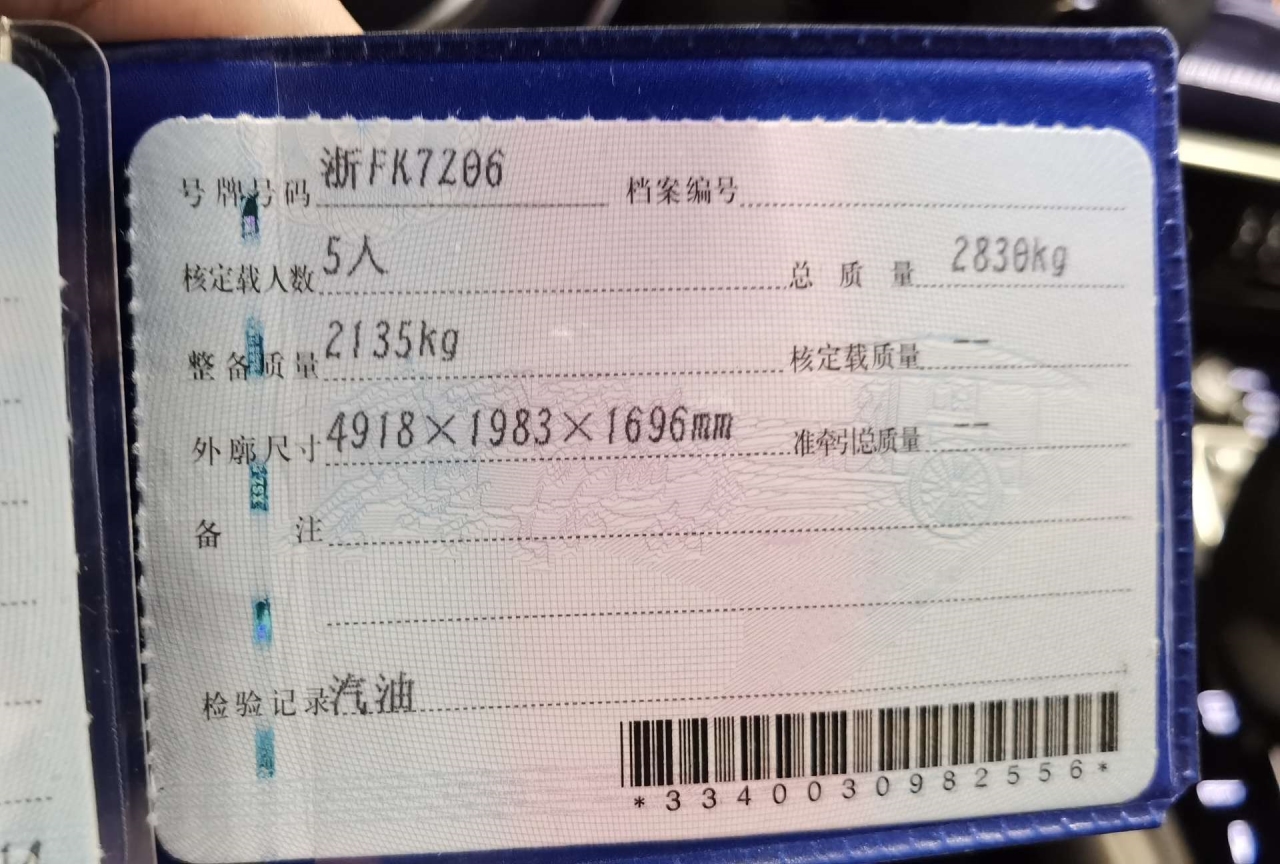 号牌号码 浙FK7Z06 档案编号
核定载人数 5人 总质量 2830kg
整备质量 2135kg 核定载质量 --
外廓尺寸 4918×1983×1696mm 准牵引总质量 --
备注
检验记录 汽油
*3340030982556*